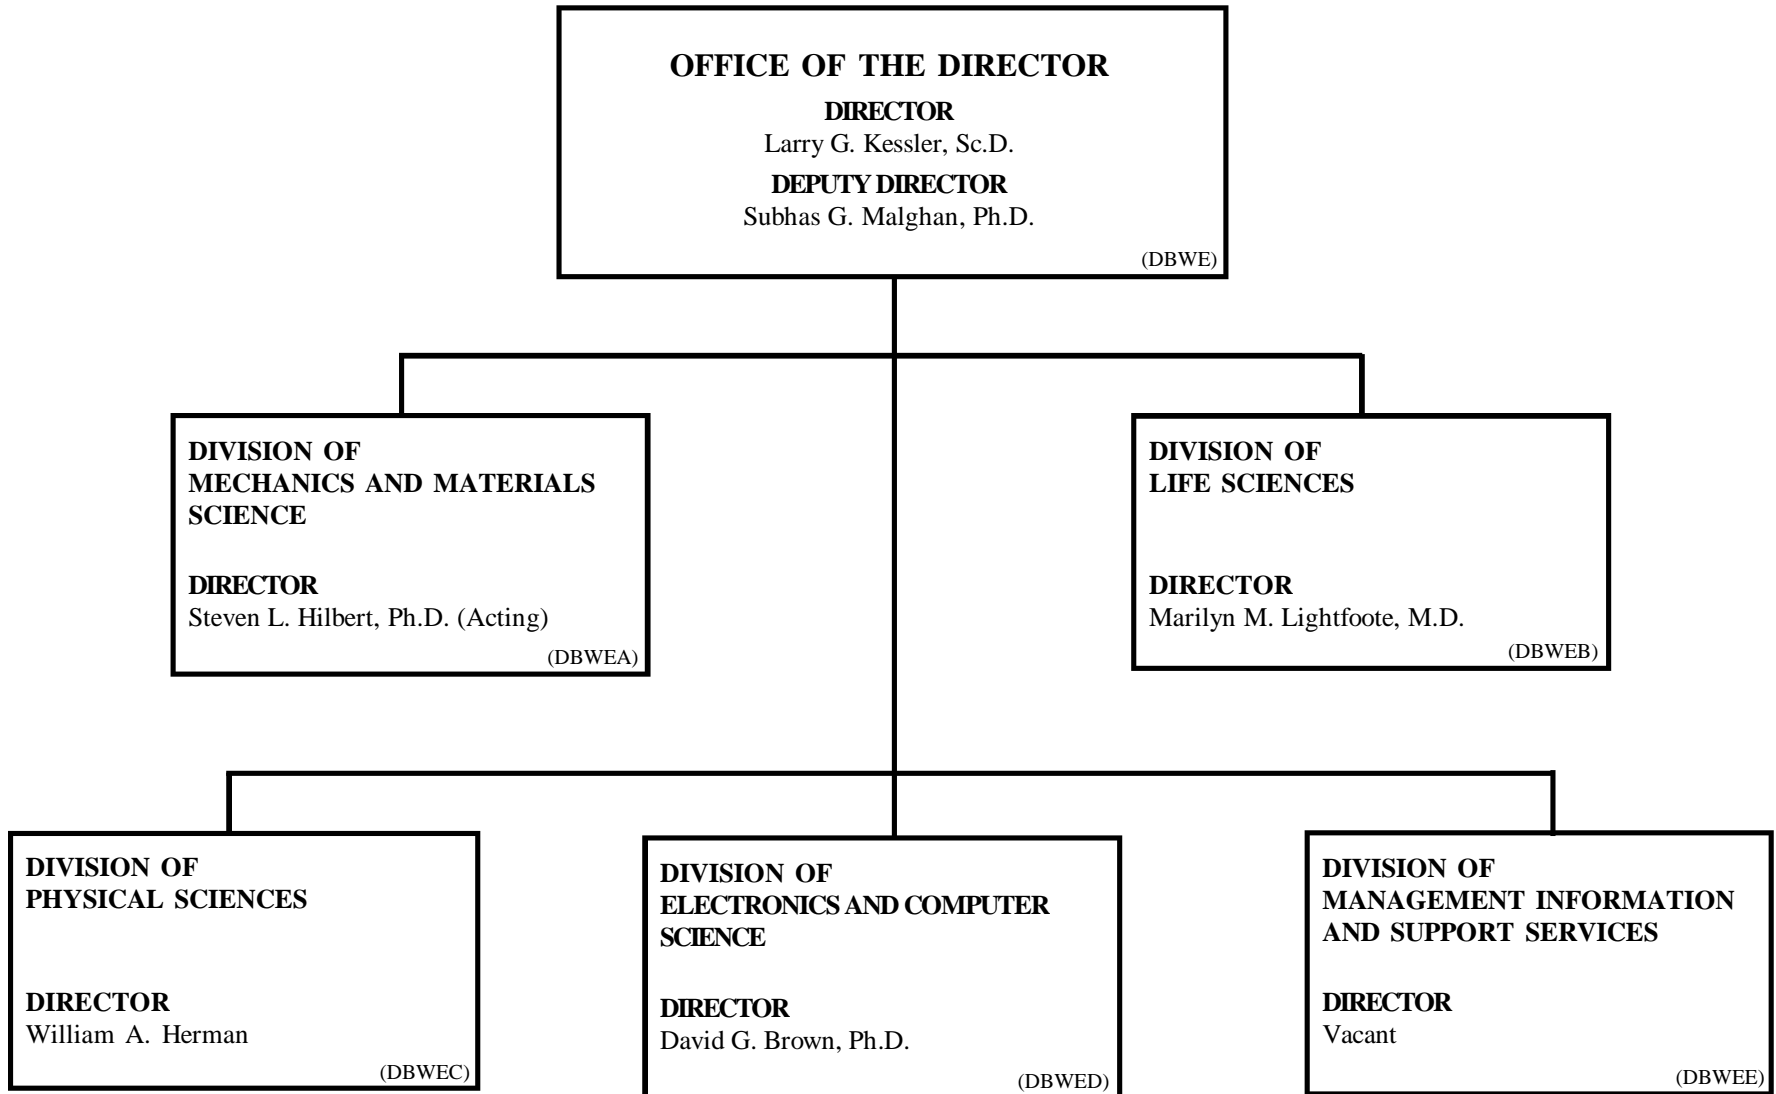 OFFICE OF THE DIRECTOR
DIRECTOR
Larry G. Kessler, Sc.D.
DEPUTY DIRECTOR
Subhas G. Malghan, Ph.D.
(DBWE)
DIVISION OF
MECHANICS AND MATERIALS
SCIENCE
DIRECTOR
Steven L. Hilbert, Ph.D. (Acting)
(DBWEA)
DIVISION OF
LIFE SCIENCES
DIRECTOR
Marilyn M. Lightfoote, M.D.
(DBWEB)
DIVISION OF
PHYSICAL SCIENCES
DIRECTOR
William A. Herman
(DBWEC)
DIVISION OF
ELECTRONICS AND COMPUTER
SCIENCE
DIRECTOR
David G. Brown, Ph.D.
(DBWED)
DIVISION OF
MANAGEMENT INFORMATION
AND SUPPORT SERVICES
DIRECTOR
Vacant
(DBWEE)